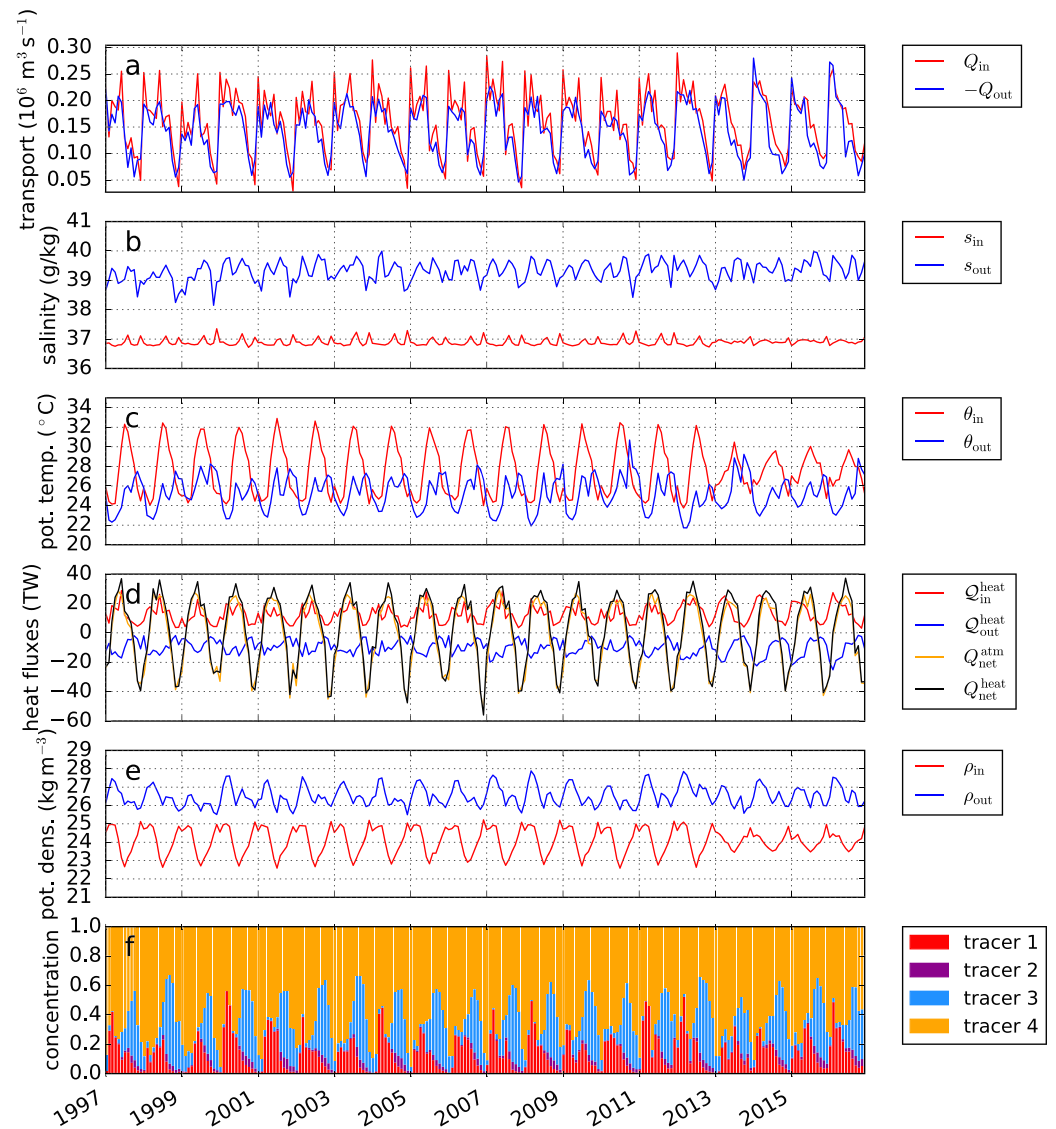 transport (10⁶ m³ s⁻¹)
0.30
0.25
0.20
0.15
0.10
0.05
a
Q_in
−Q_out
salinity (g/kg)
41
40
39
38
37
36
b
s_in
s_out
pot. temp. (°C)
34
32
30
28
26
24
22
20
c
θ_in
θ_out
heat fluxes (TW)
40
20
0
−20
−40
−60
d
Q_in^heat
Q_out^heat
Q_net^atm
Q_net^heat
pot. dens. (kg m⁻³)
29
28
27
26
25
24
23
22
21
e
ρ_in
ρ_out
concentration
1.0
0.8
0.6
0.4
0.2
0.0
f
tracer 1
tracer 2
tracer 3
tracer 4
1997
1999
2001
2003
2005
2007
2009
2011
2013
2015